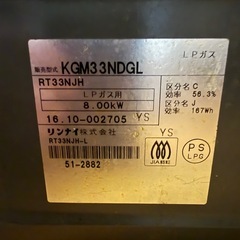 LPガス
販売型式 KGM33NDGL
RT33NJH
LPガス用
8.00kW
区分名 C
効率 56.3%
区分名 J
効率 167Wh
16.10-002705 YS
リンナイ株式会社 YS
RT33NJH-L
51-2882
JIA
PS
LPG